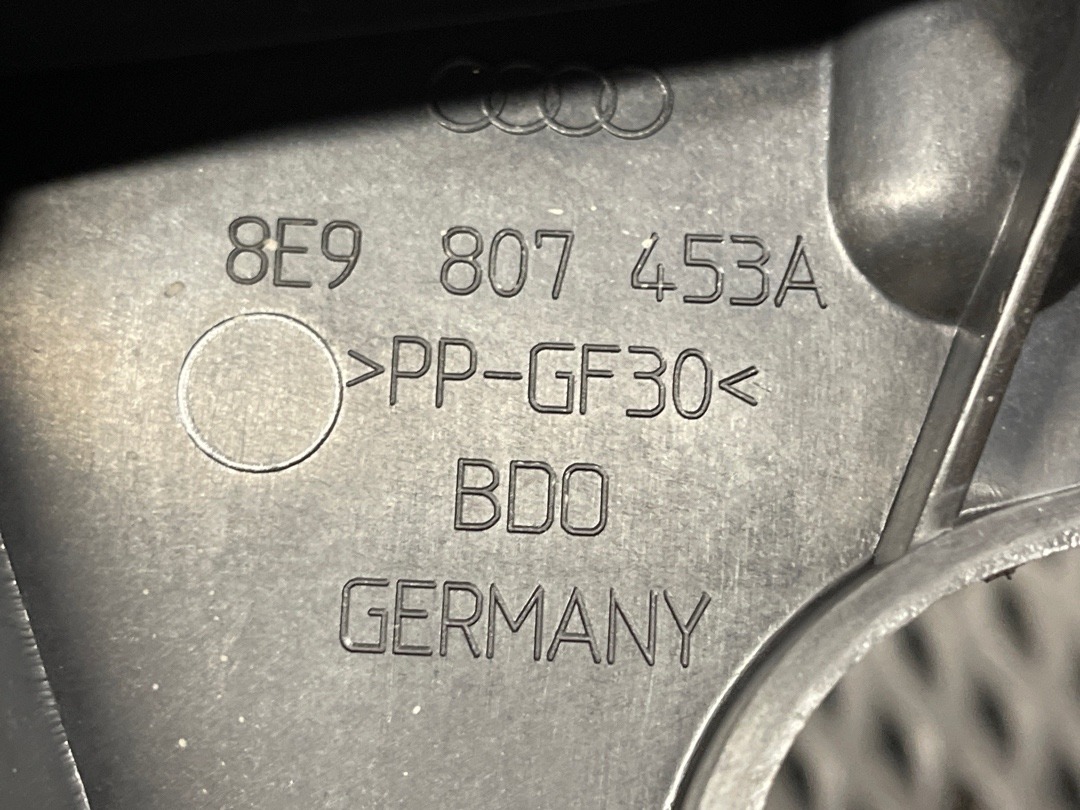 8E9 807 453A
>PP-GF30<
BDO
GERMANY